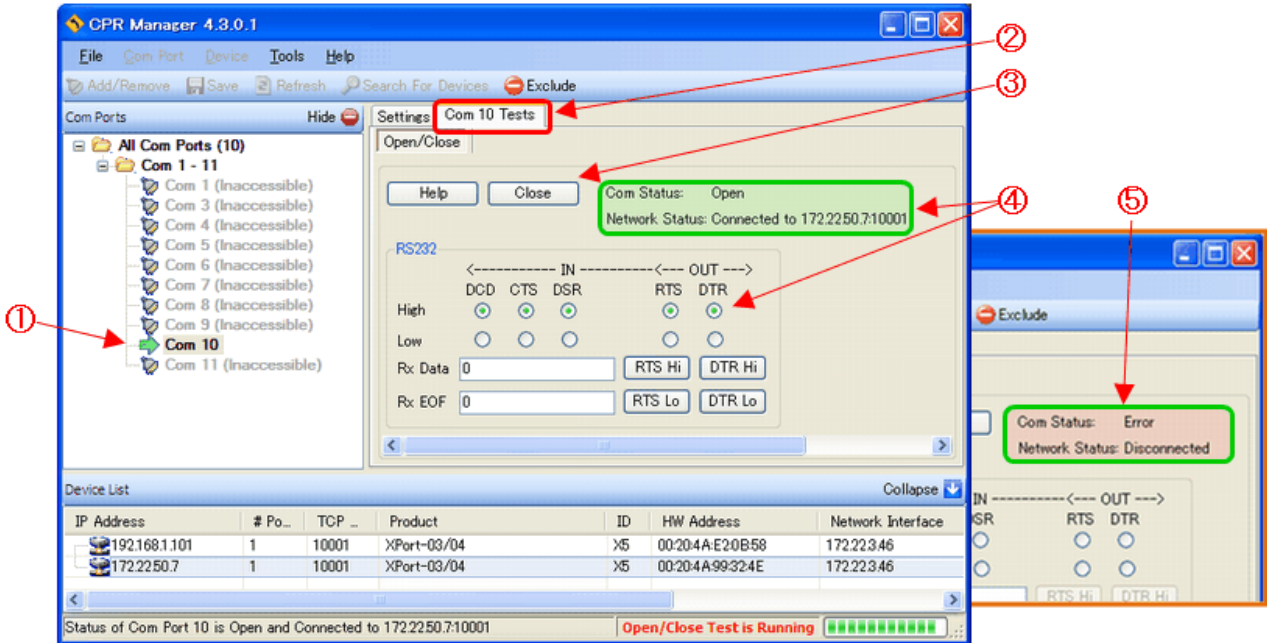 CPR Manager 4.3.0.1
File Com Port Device Tools Help
Add/Remove Save Refresh Search For Devices Exclude
Com Ports Hide
All Com Ports (10)
Com 1 - 11
Com 1 (Inaccessible)
Com 3 (Inaccessible)
Com 4 (Inaccessible)
Com 5 (Inaccessible)
Com 6 (Inaccessible)
Com 7 (Inaccessible)
Com 8 (Inaccessible)
Com 9 (Inaccessible)
Com 10
Com 11 (Inaccessible)
①
Settings Com 10 Tests
②
Open/Close
③
Help Close
Com Status: Open
Network Status: Connected to 172.22.50.7:10001
④
RS232
<----------- IN -----------<--- OUT --->
DCD CTS DSR RTS DTR
High
Low
Rx Data 0 RTS Hi DTR Hi
Rx EOF 0 RTS Lo DTR Lo
Device List Collapse
IP Address # Po... TCP ... Product ID HW Address Network Interface
192.168.1.101 1 10001 XPort-03/04 X5 00:20:4A:E2:0B:58 172.22.3.46
172.22.50.7 1 10001 XPort-03/04 X5 00:20:4A:99:32:4E 172.22.3.46
Status of Com Port 10 is Open and Connected to 172.22.50.7:10001 Open/Close Test is Running
⑤
Exclude
Com Status: Error
Network Status: Disconnected
IN -----------<--- OUT --->
SR RTS DTR
RTS Hi DTR Hi